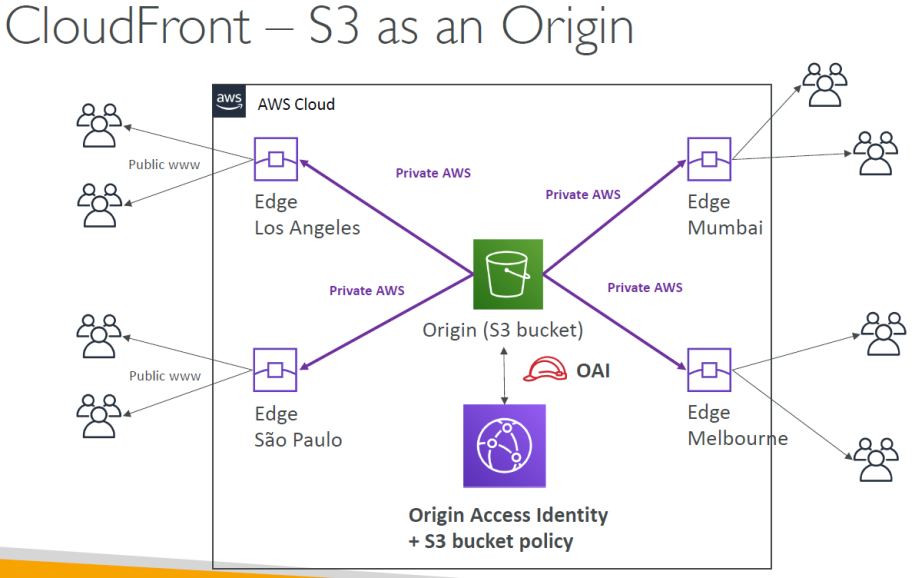 CloudFront – S3 as an Origin
aws
AWS Cloud
Public www
Edge
Los Angeles
Private AWS
Private AWS
Edge
Mumbai
Private AWS
Private AWS
Origin (S3 bucket)
OAI
Public www
Edge
São Paulo
Edge
Melbourne
Origin Access Identity
+ S3 bucket policy